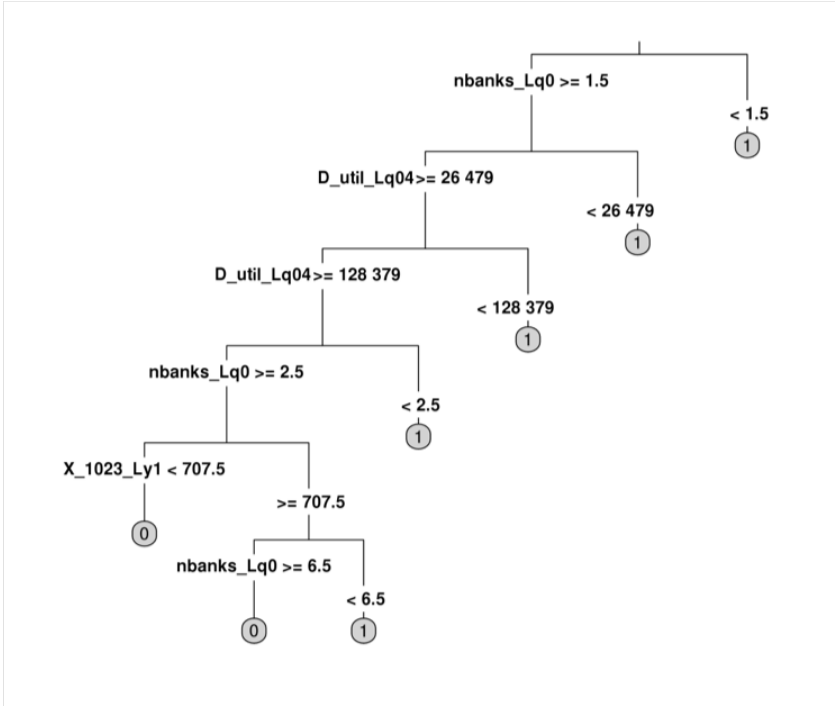 nbanks_Lq0 >= 1.5
< 1.5
1
D_util_Lq04>= 26 479
< 26 479
1
D_util_Lq04>= 128 379
< 128 379
1
nbanks_Lq0 >= 2.5
< 2.5
1
X_1023_Ly1 < 707.5
>= 707.5
0
nbanks_Lq0 >= 6.5
< 6.5
0
1